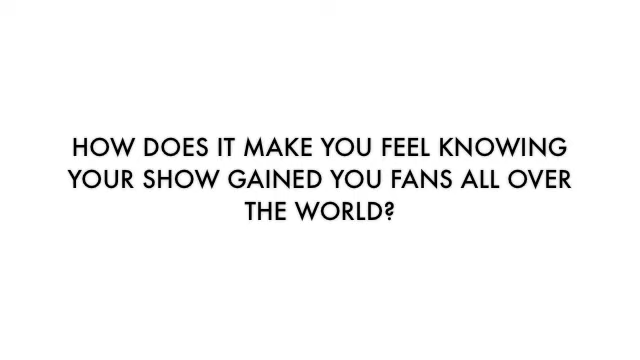 HOW DOES IT MAKE YOU FEEL KNOWING
YOUR SHOW GAINED YOU FANS ALL OVER
THE WORLD?